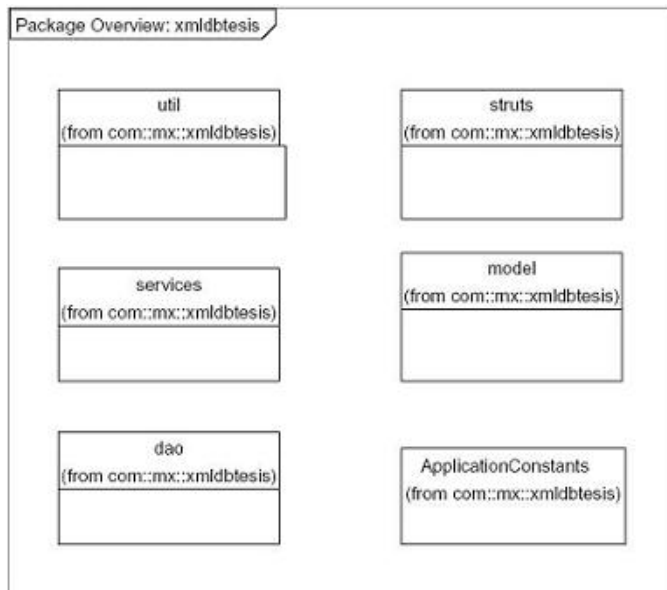 Package Overview: xmldbtesis
util
(from com::mx::xmldbtesis)
struts
(from com::mx::xmldbtesis)
services
(from com::mx::xmldbtesis)
model
(from com::mx::xmldbtesis)
dao
(from com::mx::xmldbtesis)
ApplicationConstants
(from com::mx::xmldbtesis)